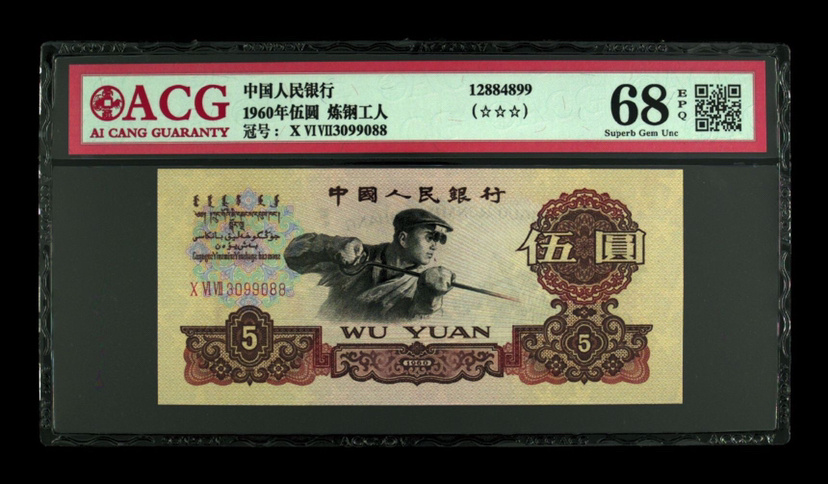 ACG
AI CANG GUARANTY
中国人民银行
1960年伍圆 炼钢工人
冠号: X VI VII3099088
12884899
(☆☆☆)
68
EPQ
Superb Gem Unc
中國人民銀行
伍圓
X VI VII 3099088
WU YUAN
5
1960
5